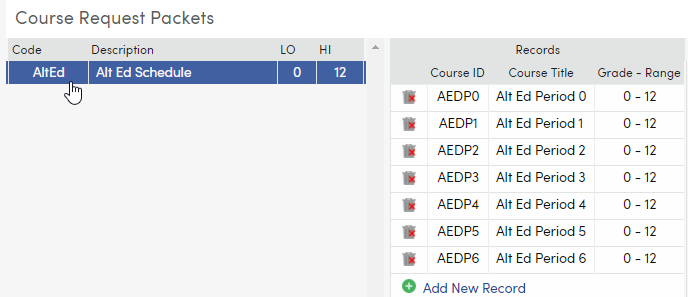 Course Request Packets
Code Description LO HI
AltEd Alt Ed Schedule 0 12
Records
Course ID Course Title Grade - Range
AEDP0 Alt Ed Period 0 0 - 12
AEDP1 Alt Ed Period 1 0 - 12
AEDP2 Alt Ed Period 2 0 - 12
AEDP3 Alt Ed Period 3 0 - 12
AEDP4 Alt Ed Period 4 0 - 12
AEDP5 Alt Ed Period 5 0 - 12
AEDP6 Alt Ed Period 6 0 - 12
Add New Record